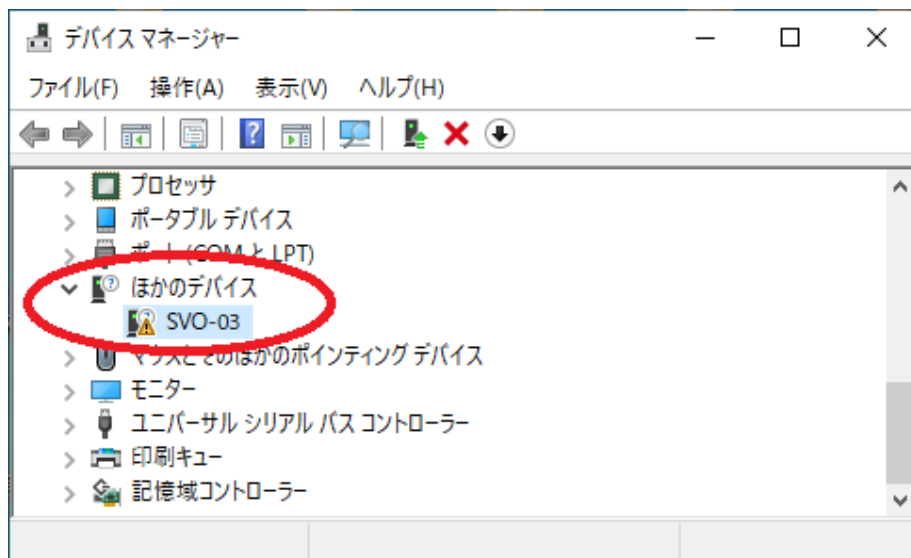 デバイス マネージャー
ファイル(F) 操作(A) 表示(V) ヘルプ(H)
プロセッサ
ポータブル デバイス
ポート (COM と LPT)
ほかのデバイス
SVO-03
マウスとそのほかのポインティング デバイス
モニター
ユニバーサル シリアル バス コントローラー
印刷キュー
記憶域コントローラー